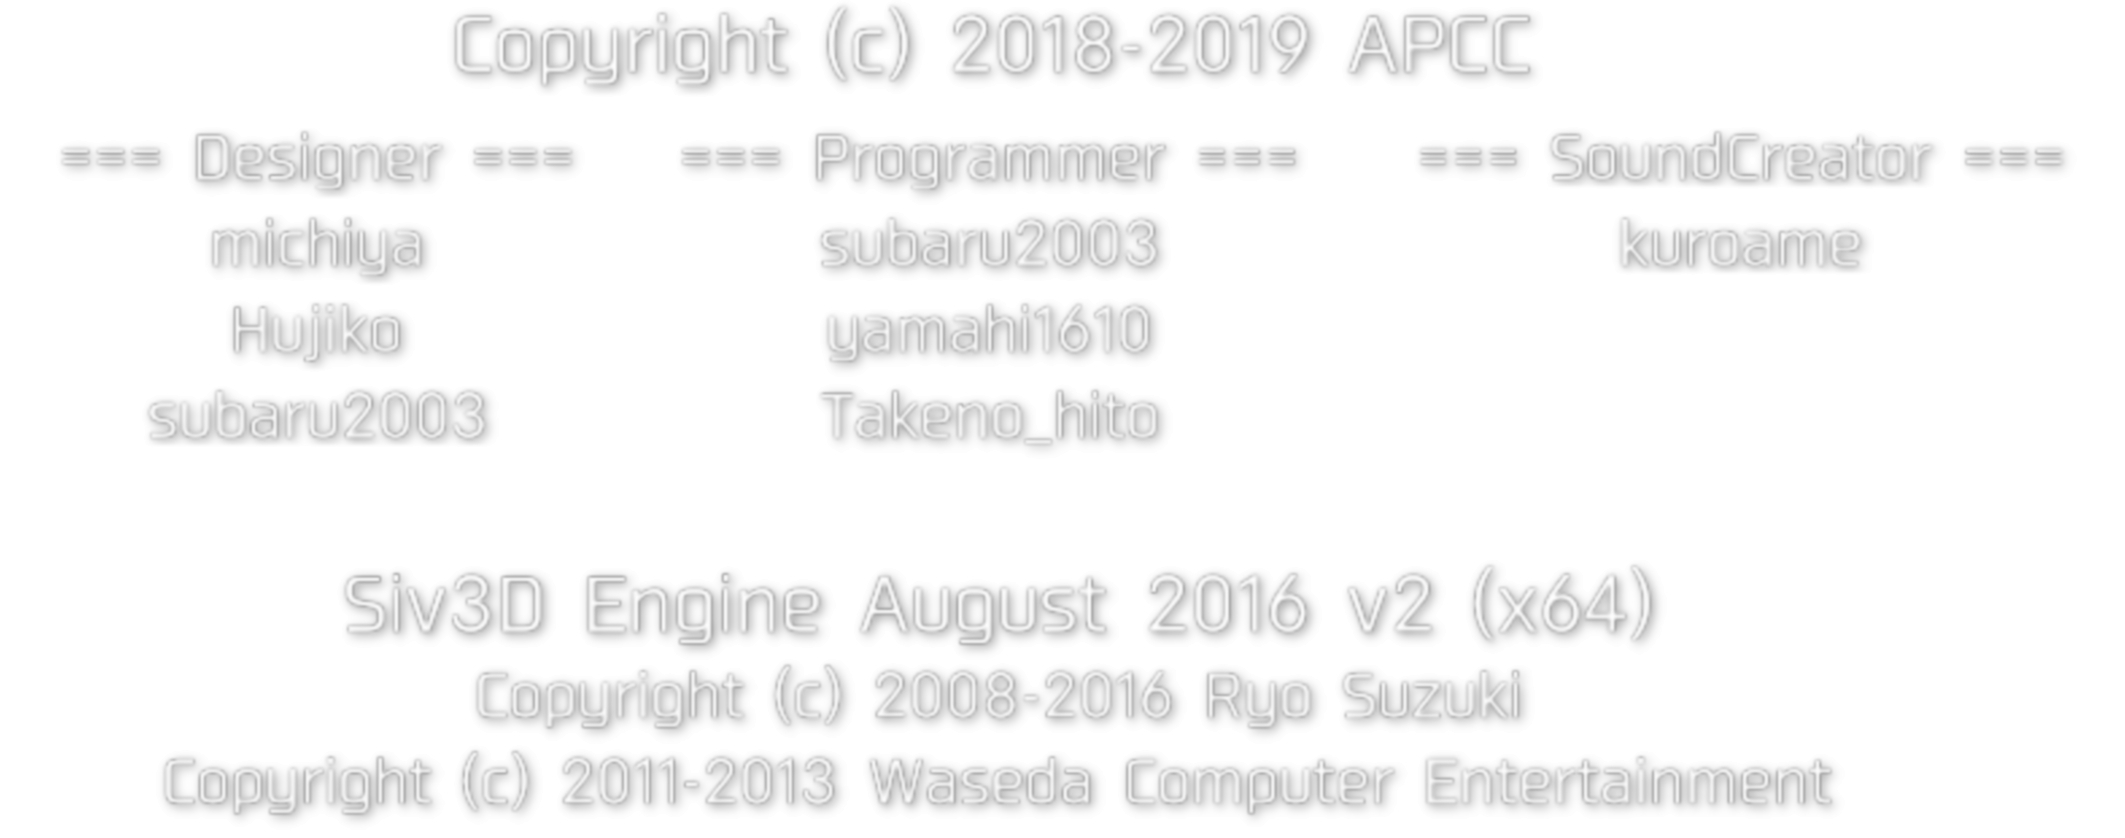 Copyright (c) 2018-2019 APCC
=== Designer === === Programmer === === SoundCreator ===
michiya subaru2003 kuroame
Hujiko yamahi1610
subaru2003 Takeno_hito
Siv3D Engine August 2016 v2 (x64)
Copyright (c) 2008-2016 Ryo Suzuki
Copyright (c) 2011-2013 Waseda Computer Entertainment